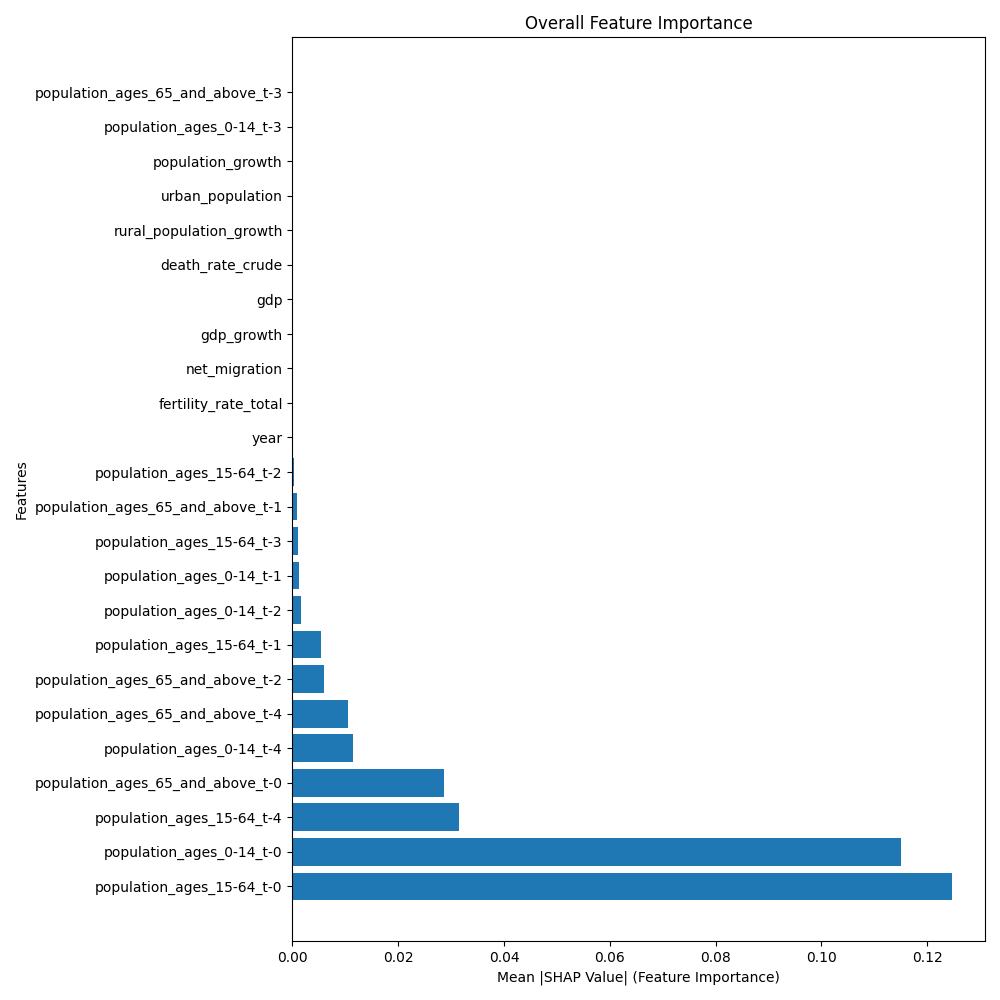 Overall Feature Importance
population_ages_65_and_above_t-3
population_ages_0-14_t-3
population_growth
urban_population
rural_population_growth
death_rate_crude
gdp
gdp_growth
net_migration
fertility_rate_total
year
population_ages_15-64_t-2
population_ages_65_and_above_t-1
population_ages_15-64_t-3
population_ages_0-14_t-1
population_ages_0-14_t-2
population_ages_15-64_t-1
population_ages_65_and_above_t-2
population_ages_65_and_above_t-4
population_ages_0-14_t-4
population_ages_65_and_above_t-0
population_ages_15-64_t-4
population_ages_0-14_t-0
population_ages_15-64_t-0
Features
0.00 0.02 0.04 0.06 0.08 0.10 0.12
Mean |SHAP Value| (Feature Importance)